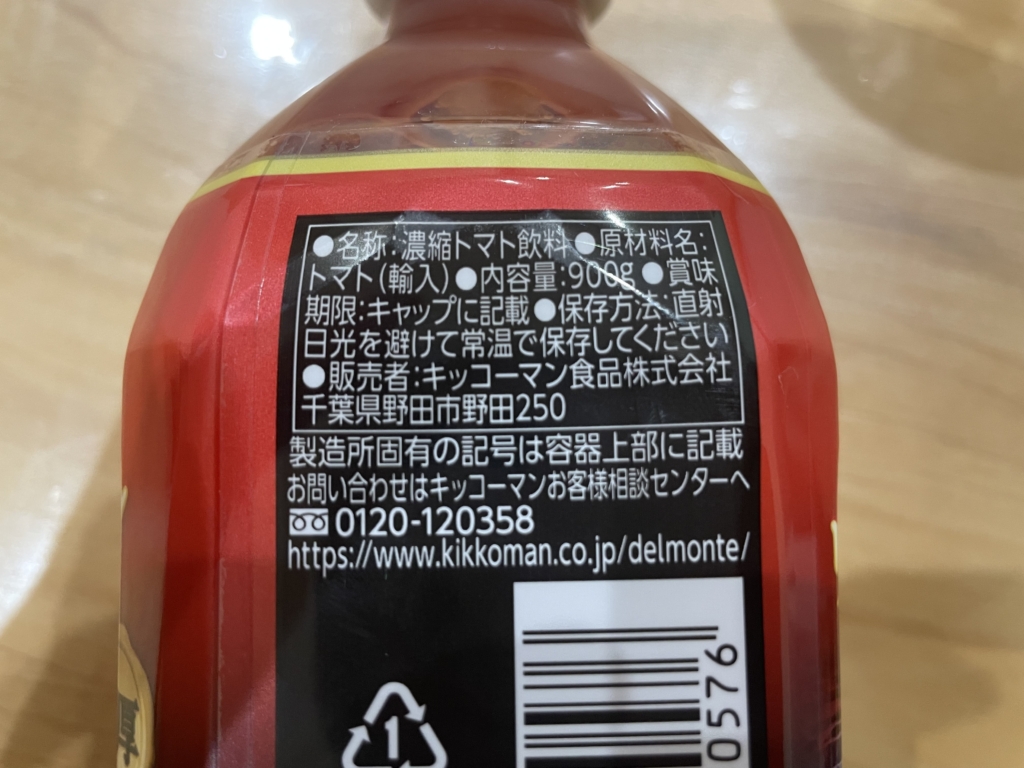 ●名称:濃縮トマト飲料●原材料名:
トマト(輸入)●内容量:900g●賞味
期限:キャップに記載●保存方法:直射
日光を避けて常温で保存してください
●販売者:キッコーマン食品株式会社
千葉県野田市野田250
製造所固有の記号は容器上部に記載
お問い合わせはキッコーマンお客様相談センターへ
0120-120358
https://www.kikkoman.co.jp/delmonte/
1
0576